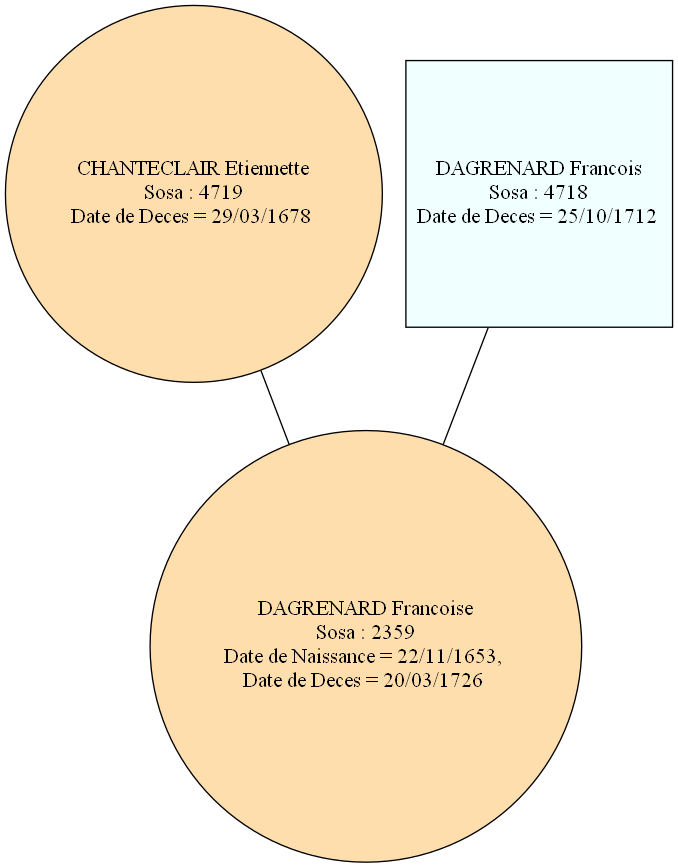 CHANTECLAIR Etiennette
Sosa : 4719
Date de Deces = 29/03/1678
DAGRENARD Francois
Sosa : 4718
Date de Deces = 25/10/1712
DAGRENARD Francoise
Sosa : 2359
Date de Naissance = 22/11/1653,
Date de Deces = 20/03/1726